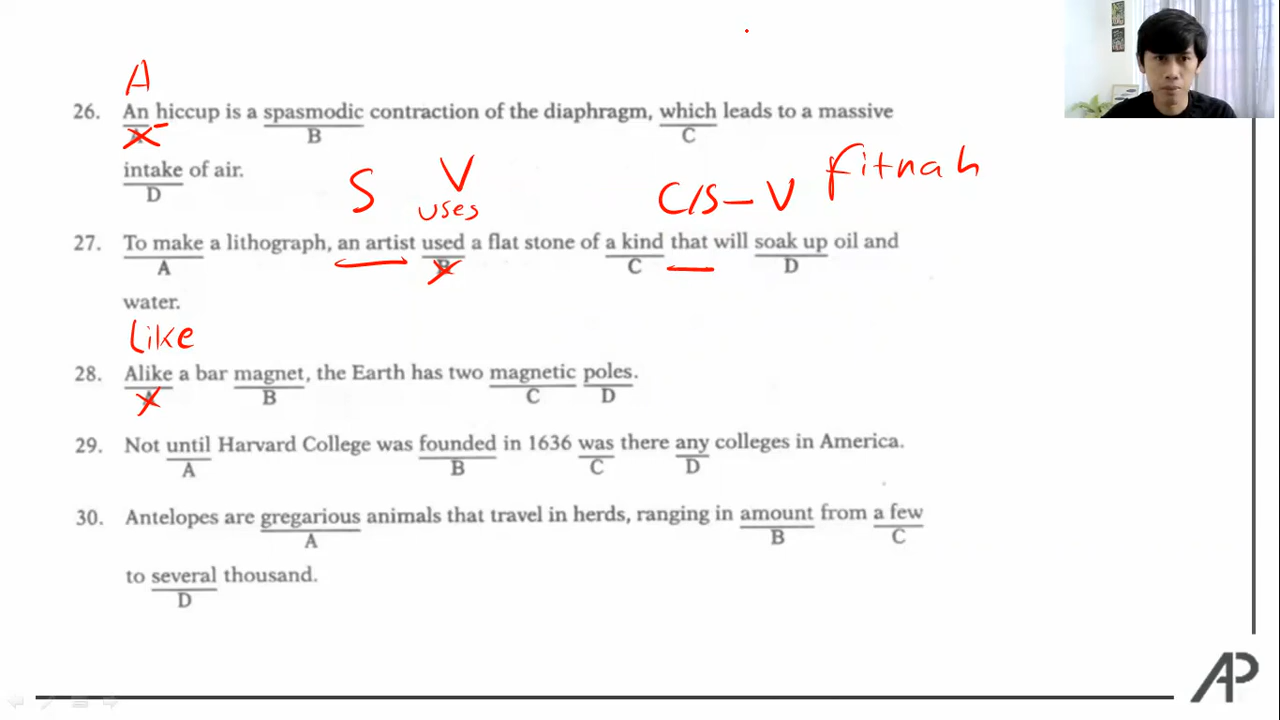 A
26. An hiccup is a spasmodic contraction of the diaphragm, which leads to a massive
A B C
intake of air.
D
S V C/S – V Fitnah
uses
27. To make a lithograph, an artist used a flat stone of a kind that will soak up oil and
A B C D
water.
Like
28. Alike a bar magnet, the Earth has two magnetic poles.
A B C D
29. Not until Harvard College was founded in 1636 was there any colleges in America.
A B C D
30. Antelopes are gregarious animals that travel in herds, ranging in amount from a few
A B C
to several thousand.
D
AP